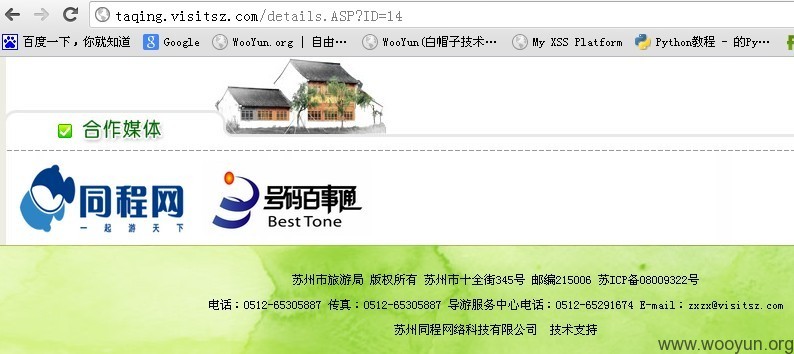 taqing.visitsz.com/details.ASP?ID=14
百度一下，你就知道 Google WooYun.org | 自由… WooYun(白帽子技术… My XSS Platform Python教程 - 的Py…
合作媒体
同程网 号码百事通
一起游天下 Best Tone
苏州市旅游局 版权所有 苏州市十全街345号 邮编215006 苏ICP备08009322号
电话：0512-65305887 传真：0512-65305887 导游服务中心电话：0512-65291674 E-mail：zxzx@visitsz.com
苏州同程网络科技有限公司 技术支持
www.wooyun.org